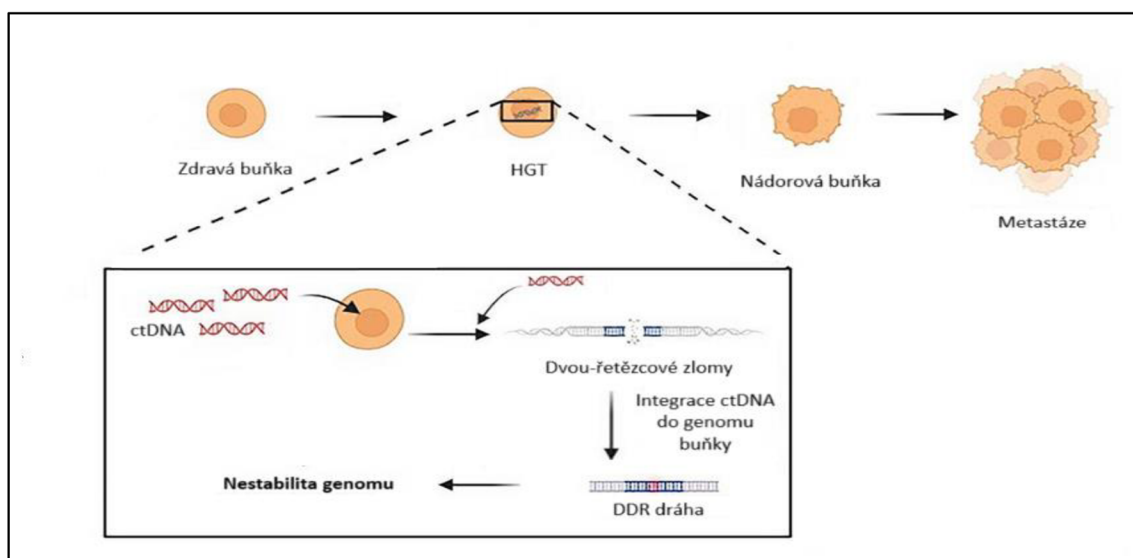 Zdravá buňka
HGT
Nádorová buňka
Metastáze
ctDNA
Dvou-řetězcové zlomy
Integrace ctDNA
do genomu
buňky
Nestabilita genomu
DDR dráha